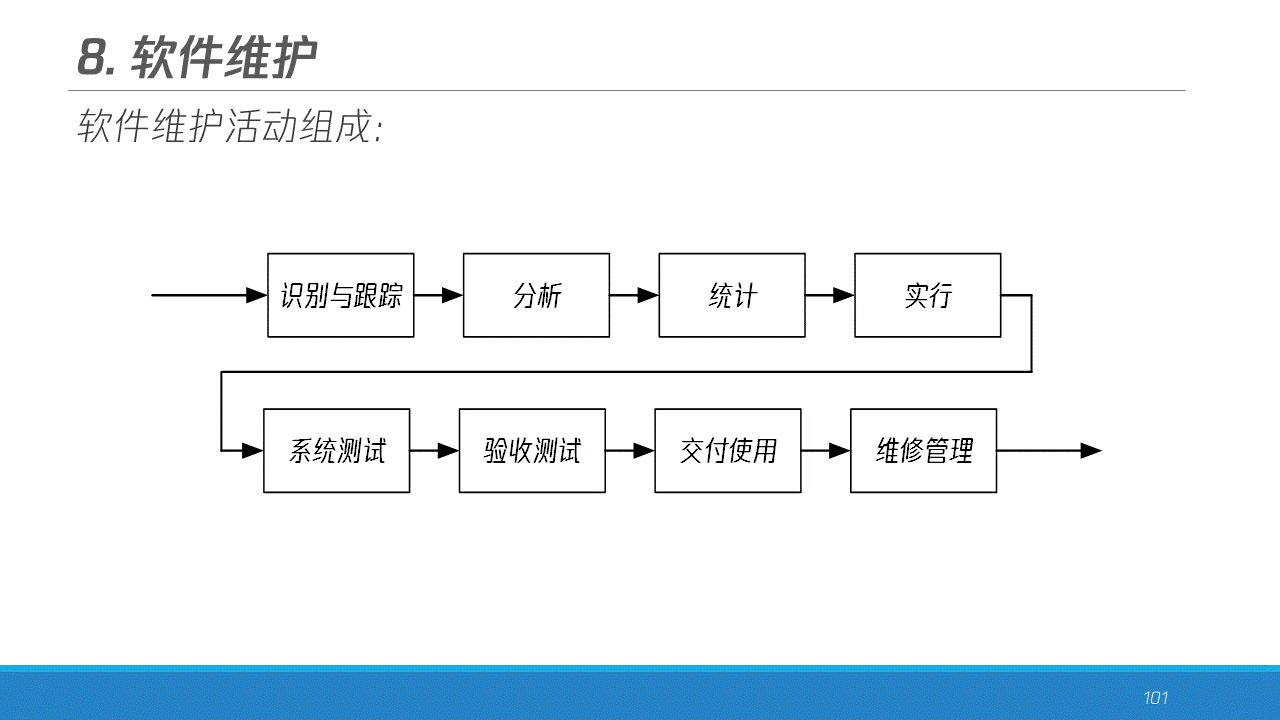 8. 软件维护
软件维护活动组成:
识别与跟踪
分析
统计
实行
系统测试
验收测试
交付使用
维修管理
101